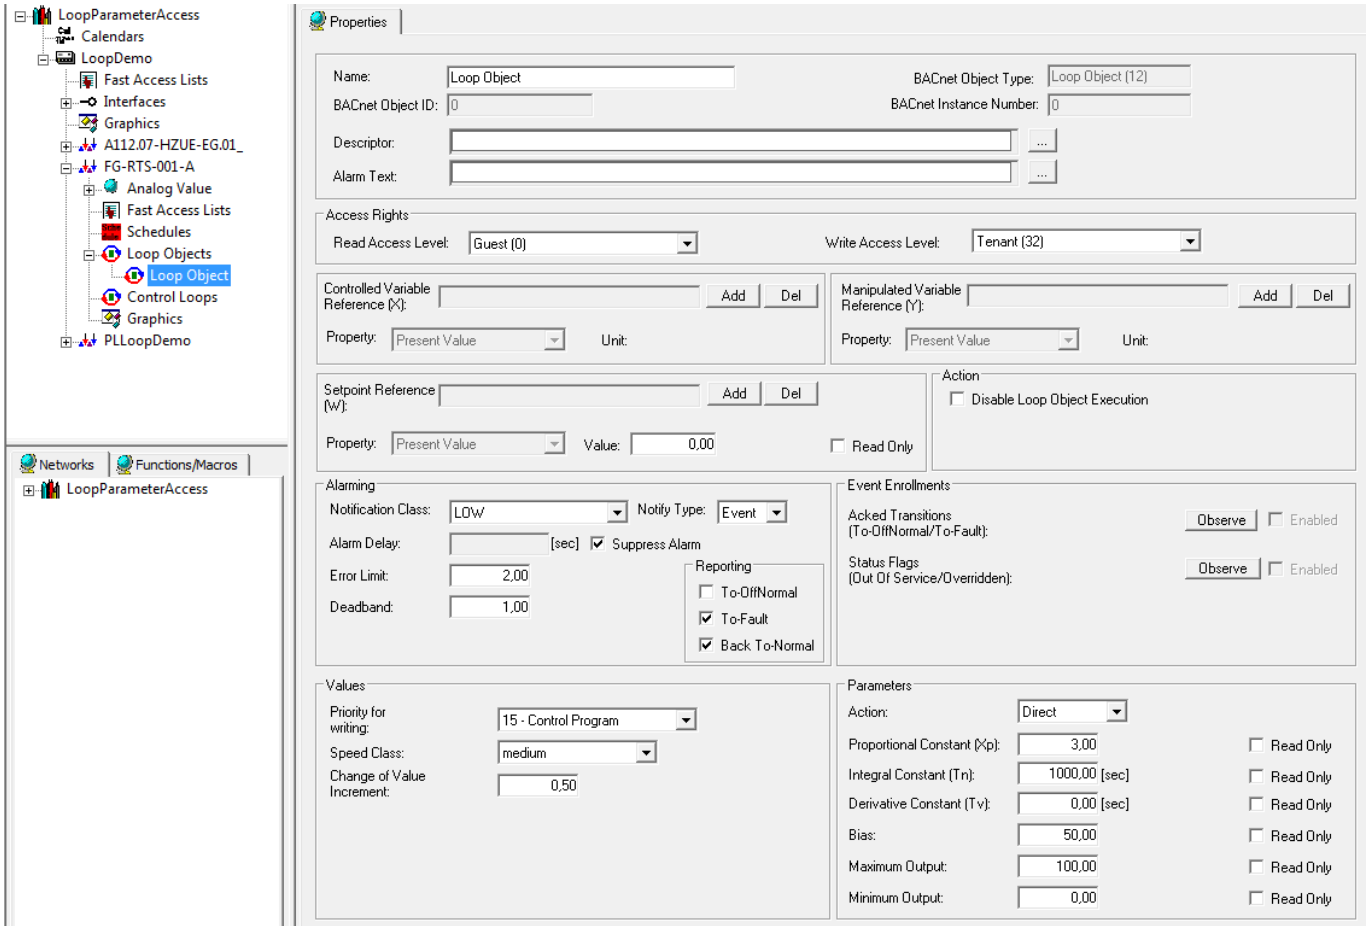 LoopParameterAccess
Calendars
LoopDemo
Fast Access Lists
Interfaces
Graphics
A112.07-HZUE-EG.01_
FG-RTS-001-A
Analog Value
Fast Access Lists
Schedules
Loop Objects
Loop Object
Control Loops
Graphics
PLLoopDemo
Networks Functions/Macros
LoopParameterAccess
Properties
Name: Loop Object BACnet Object Type: Loop Object (12)
BACnet Object ID: 0 BACnet Instance Number: 0
Descriptor: ...
Alarm Text: ...
Access Rights
Read Access Level: Guest (0) Write Access Level: Tenant (32)
Controlled Variable
Reference (X): Add Del
Property: Present Value Unit:
Manipulated Variable
Reference (Y): Add Del
Property: Present Value Unit:
Setpoint Reference
(W): Add Del
Property: Present Value Value: 0,00 Read Only
Action
Disable Loop Object Execution
Alarming
Notification Class: LOW Notify Type: Event
Alarm Delay: [sec] Suppress Alarm
Error Limit: 2,00
Deadband: 1,00
Reporting
To-OffNormal
To-Fault
Back To-Normal
Event Enrollments
Acked Transitions
(To-OffNormal/To-Fault): Observe Enabled
Status Flags
(Out Of Service/Overridden): Observe Enabled
Values
Priority for
writing: 15 - Control Program
Speed Class: medium
Change of Value
Increment: 0,50
Parameters
Action: Direct
Proportional Constant (Xp): 3,00 Read Only
Integral Constant (Tn): 1000,00 [sec] Read Only
Derivative Constant (Tv): 0,00 [sec] Read Only
Bias: 50,00 Read Only
Maximum Output: 100,00 Read Only
Minimum Output: 0,00 Read Only